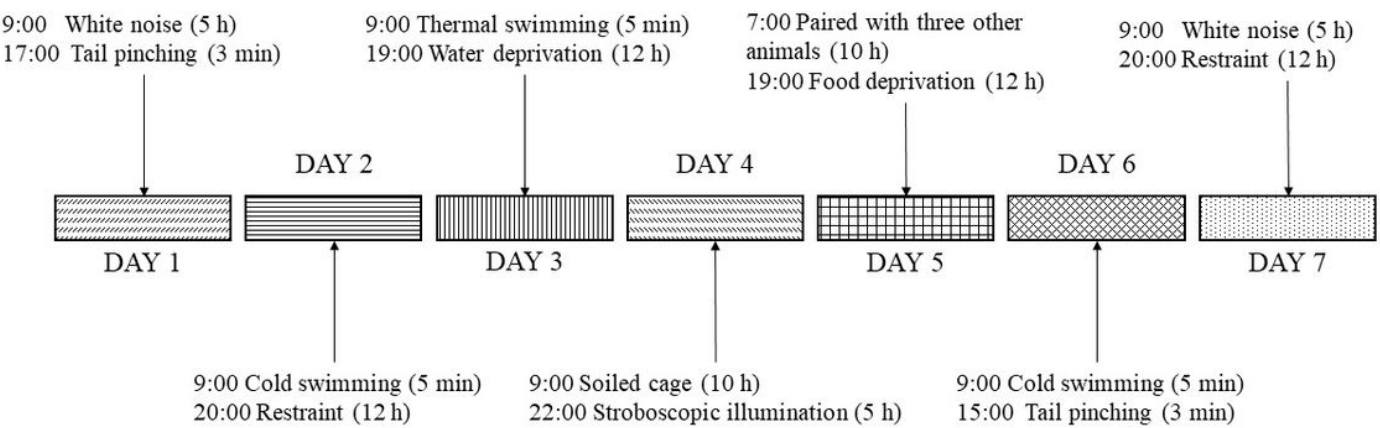 9:00 White noise (5 h)
17:00 Tail pinching (3 min)
9:00 Thermal swimming (5 min)
19:00 Water deprivation (12 h)
7:00 Paired with three other
animals (10 h)
19:00 Food deprivation (12 h)
9:00 White noise (5 h)
20:00 Restraint (12 h)
DAY 2
DAY 4
DAY 6
DAY 1
DAY 3
DAY 5
DAY 7
9:00 Cold swimming (5 min)
20:00 Restraint (12 h)
9:00 Soiled cage (10 h)
22:00 Stroboscopic illumination (5 h)
9:00 Cold swimming (5 min)
15:00 Tail pinching (3 min)